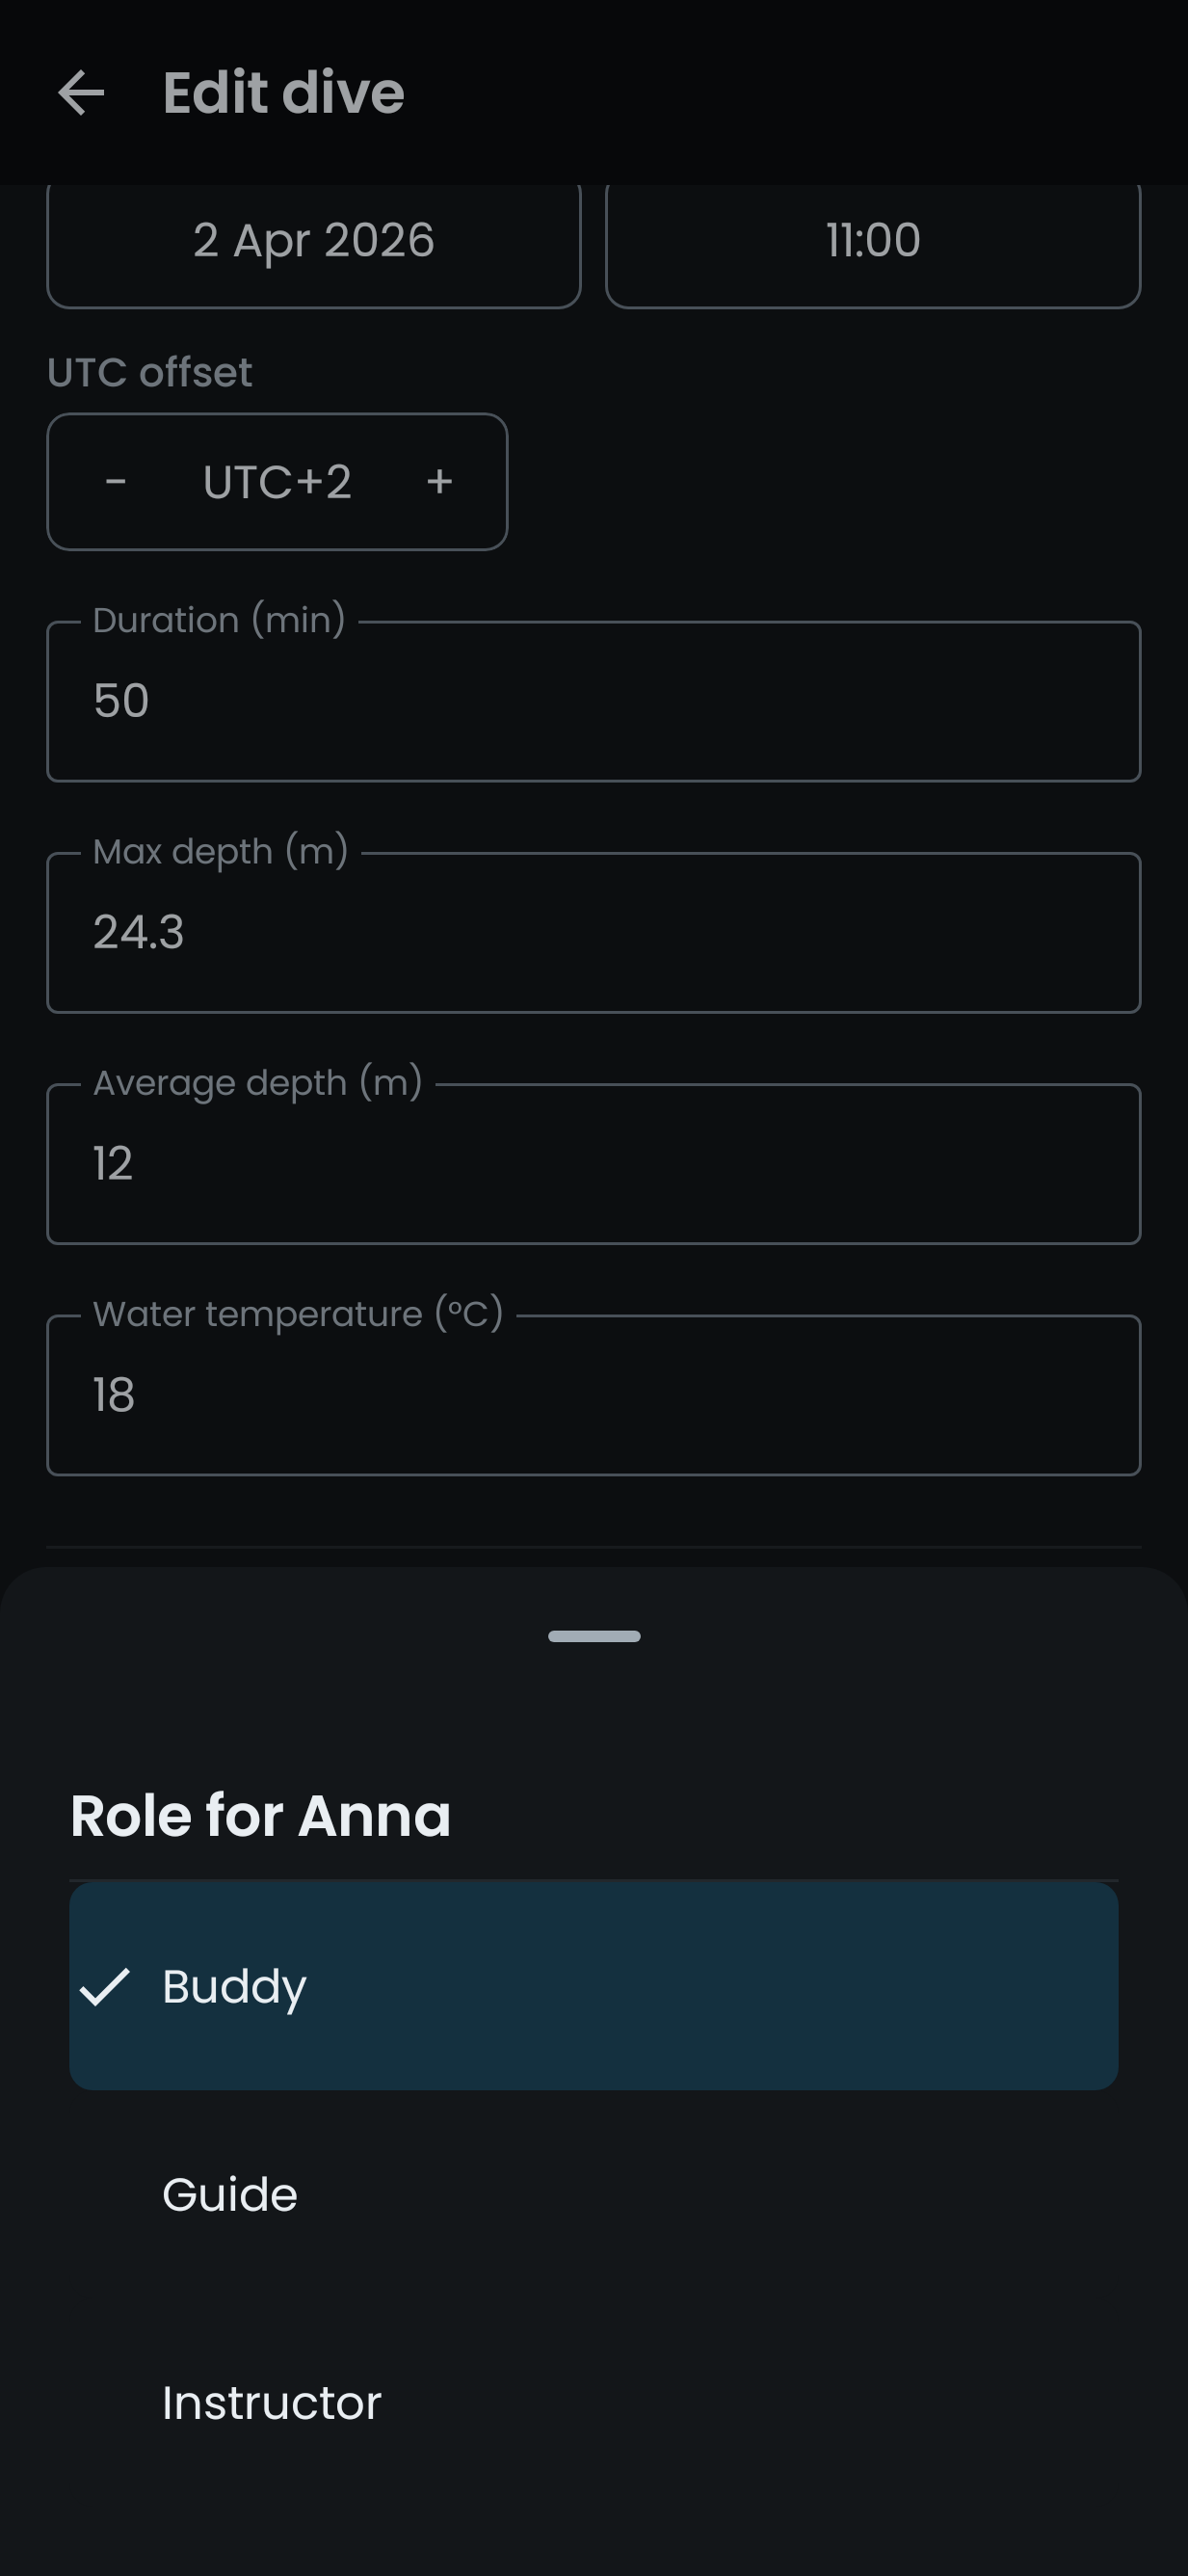 Edit dive
2 Apr 2026
11:00
UTC offset
- UTC+2 +
Duration (min)
50
Max depth (m)
24.3
Average depth (m)
12
Water temperature (°C)
18
Role for Anna
Buddy
Guide
Instructor